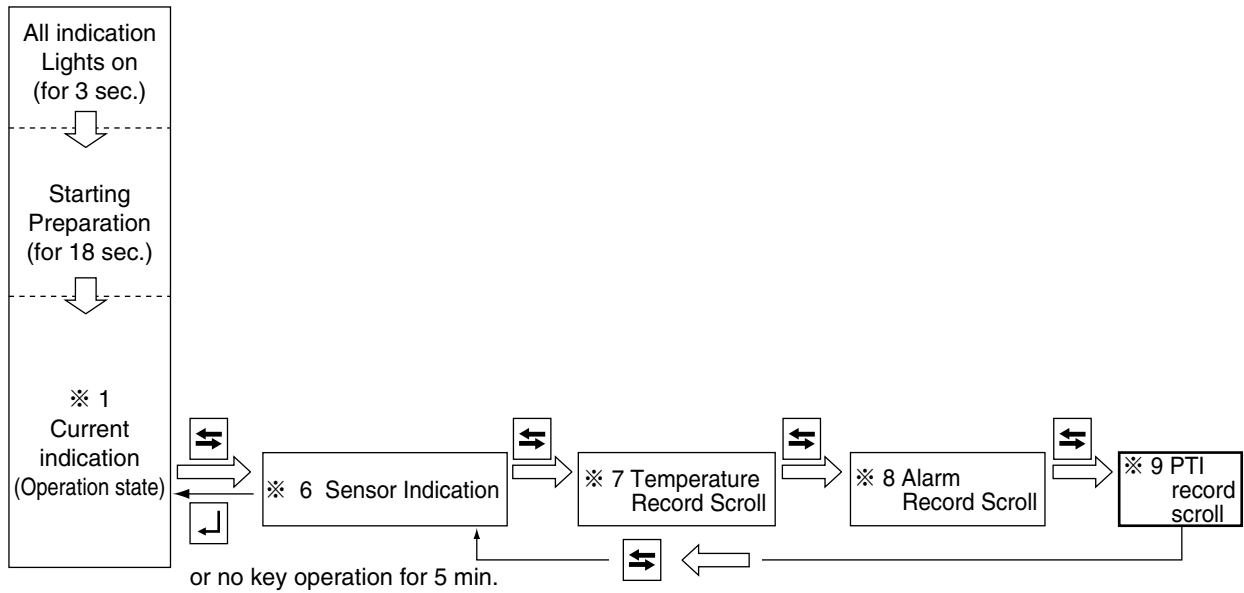 All indication
Lights on
(for 3 sec.)
Starting
Preparation
(for 18 sec.)
※ 1
Current
indication
(Operation state)
※ 6 Sensor Indication
※ 7 Temperature
Record Scroll
※ 8 Alarm
Record Scroll
※ 9 PTI
record
scroll
or no key operation for 5 min.